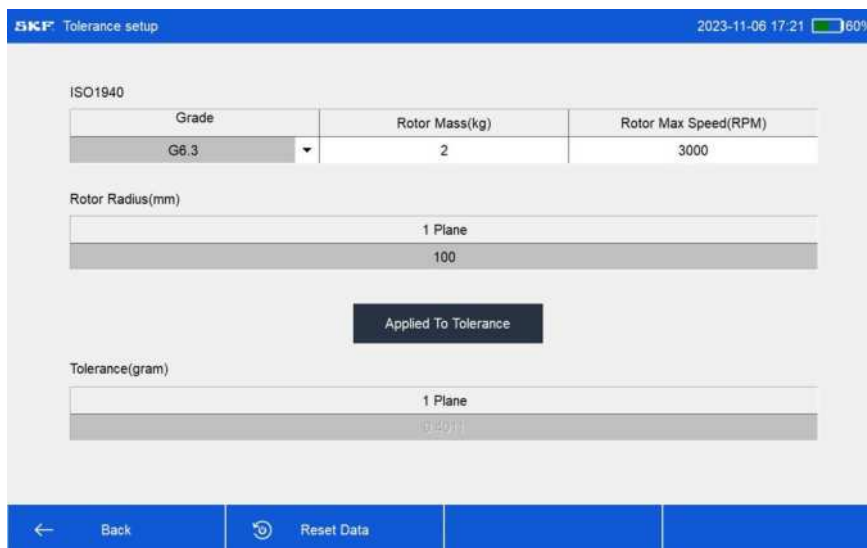 SKF Tolerance setup 2023-11-06 17:21 60%
ISO1940
Grade Rotor Mass(kg) Rotor Max Speed(RPM)
G6.3 2 3000
Rotor Radius(mm)
1 Plane
100
Applied To Tolerance
Tolerance(gram)
1 Plane
0.4011
Back Reset Data